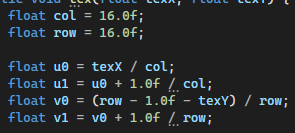 tic void tex(float texX, float texY) {
float col = 16.0f;
float row = 16.0f;
float u0 = texX / col;
float u1 = u0 + 1.0f / col;
float v0 = (row - 1.0f - texY) / row;
float v1 = v0 + 1.0f / row;